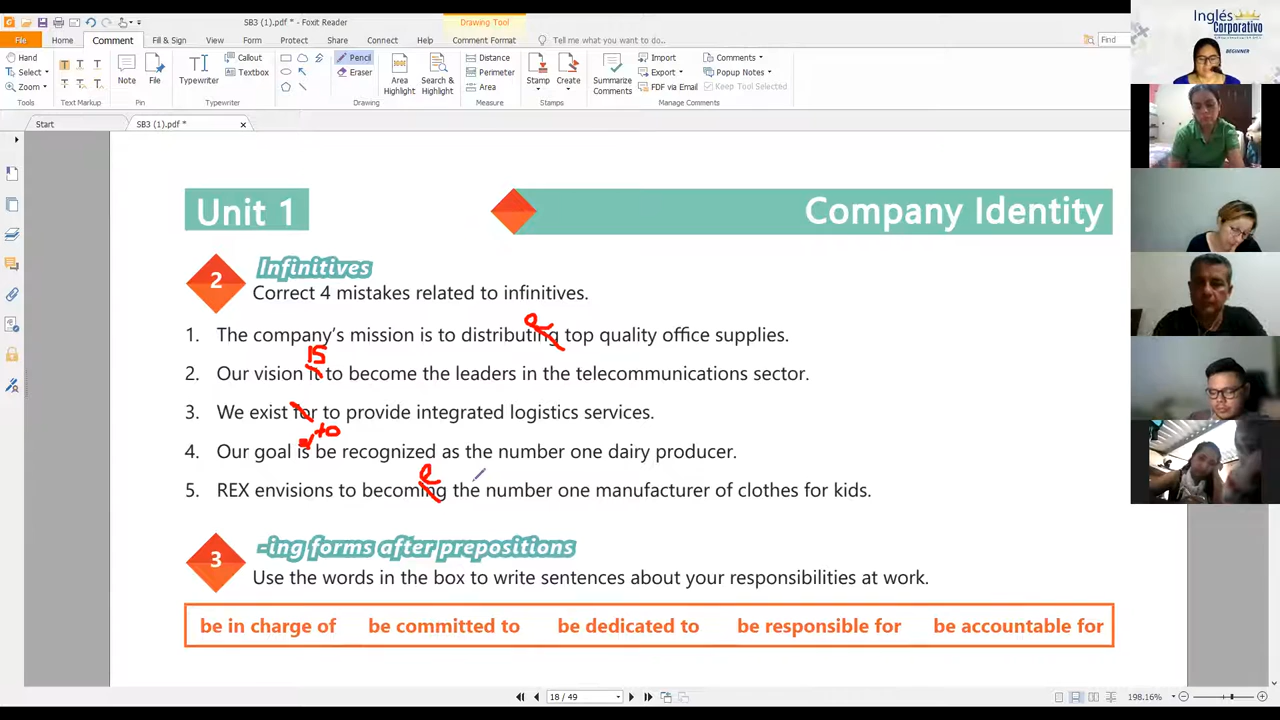 SB3 (1).pdf * - Foxit Reader
Drawing Tool
File Home Comment Fill & Sign View Form Protect Share Connect Help Comment Format Tell me what you want to do... Find
Hand
Select
Zoom
Tools
Text Markup
Note
File
Pin
Typewriter
Callout
Textbox
Typewriter
Pencil
Eraser
Drawing
Area Highlight
Search & Highlight
Distance
Perimeter
Area
Measure
Stamp
Create
Stamps
Summarize Comments
Import
Export
FDF via Email
Comments
Popup Notes
Keep Tool Selected
Manage Comments
Start
SB3 (1).pdf *
Unit 1
Company Identity
2 Infinitives
Correct 4 mistakes related to infinitives.
e
1. The company's mission is to distributing top quality office supplies.
is
2. Our vision it to become the leaders in the telecommunications sector.
3. We exist for to provide integrated logistics services.
to
4. Our goal is be recognized as the number one dairy producer.
e
5. REX envisions to becoming the number one manufacturer of clothes for kids.
3 -ing forms after prepositions
Use the words in the box to write sentences about your responsibilities at work.
be in charge of be committed to be dedicated to be responsible for be accountable for
18 / 49
198.16%
Inglés
Corporativo
BEGINNER